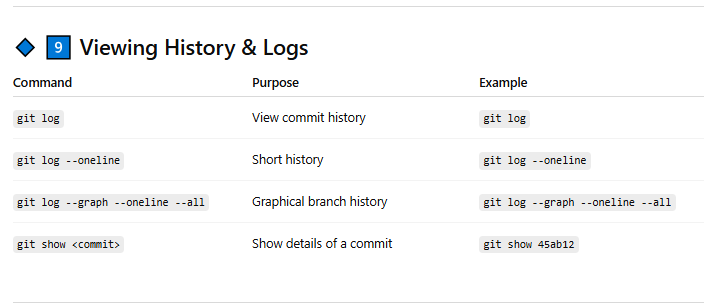 9 Viewing History & Logs
Command Purpose Example
git log View commit history git log
git log --oneline Short history git log --oneline
git log --graph --oneline --all Graphical branch history git log --graph --oneline --all
git show <commit> Show details of a commit git show 45ab12